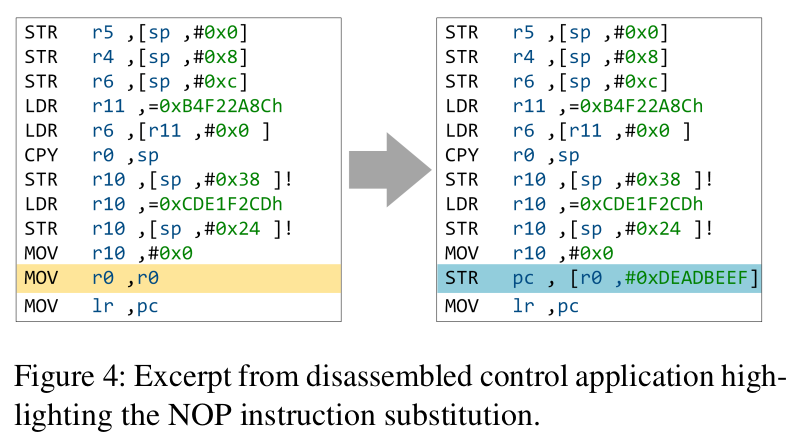 STR r5 ,[sp ,#0x0]
STR r4 ,[sp ,#0x8]
STR r6 ,[sp ,#0xc]
LDR r11 ,=0xB4F22A8Ch
LDR r6 ,[r11 ,#0x0 ]
CPY r0 ,sp
STR r10 ,[sp ,#0x38 ]!
LDR r10 ,=0xCDE1F2CDh
STR r10 ,[sp ,#0x24 ]!
MOV r10 ,#0x0
MOV r0 ,r0
MOV lr ,pc
STR r5 ,[sp ,#0x0]
STR r4 ,[sp ,#0x8]
STR r6 ,[sp ,#0xc]
LDR r11 ,=0xB4F22A8Ch
LDR r6 ,[r11 ,#0x0 ]
CPY r0 ,sp
STR r10 ,[sp ,#0x38 ]!
LDR r10 ,=0xCDE1F2CDh
STR r10 ,[sp ,#0x24 ]!
MOV r10 ,#0x0
STR pc , [r0 ,#0xDEADBEEF]
MOV lr ,pc
Figure 4: Excerpt from disassembled control application high-
lighting the NOP instruction substitution.